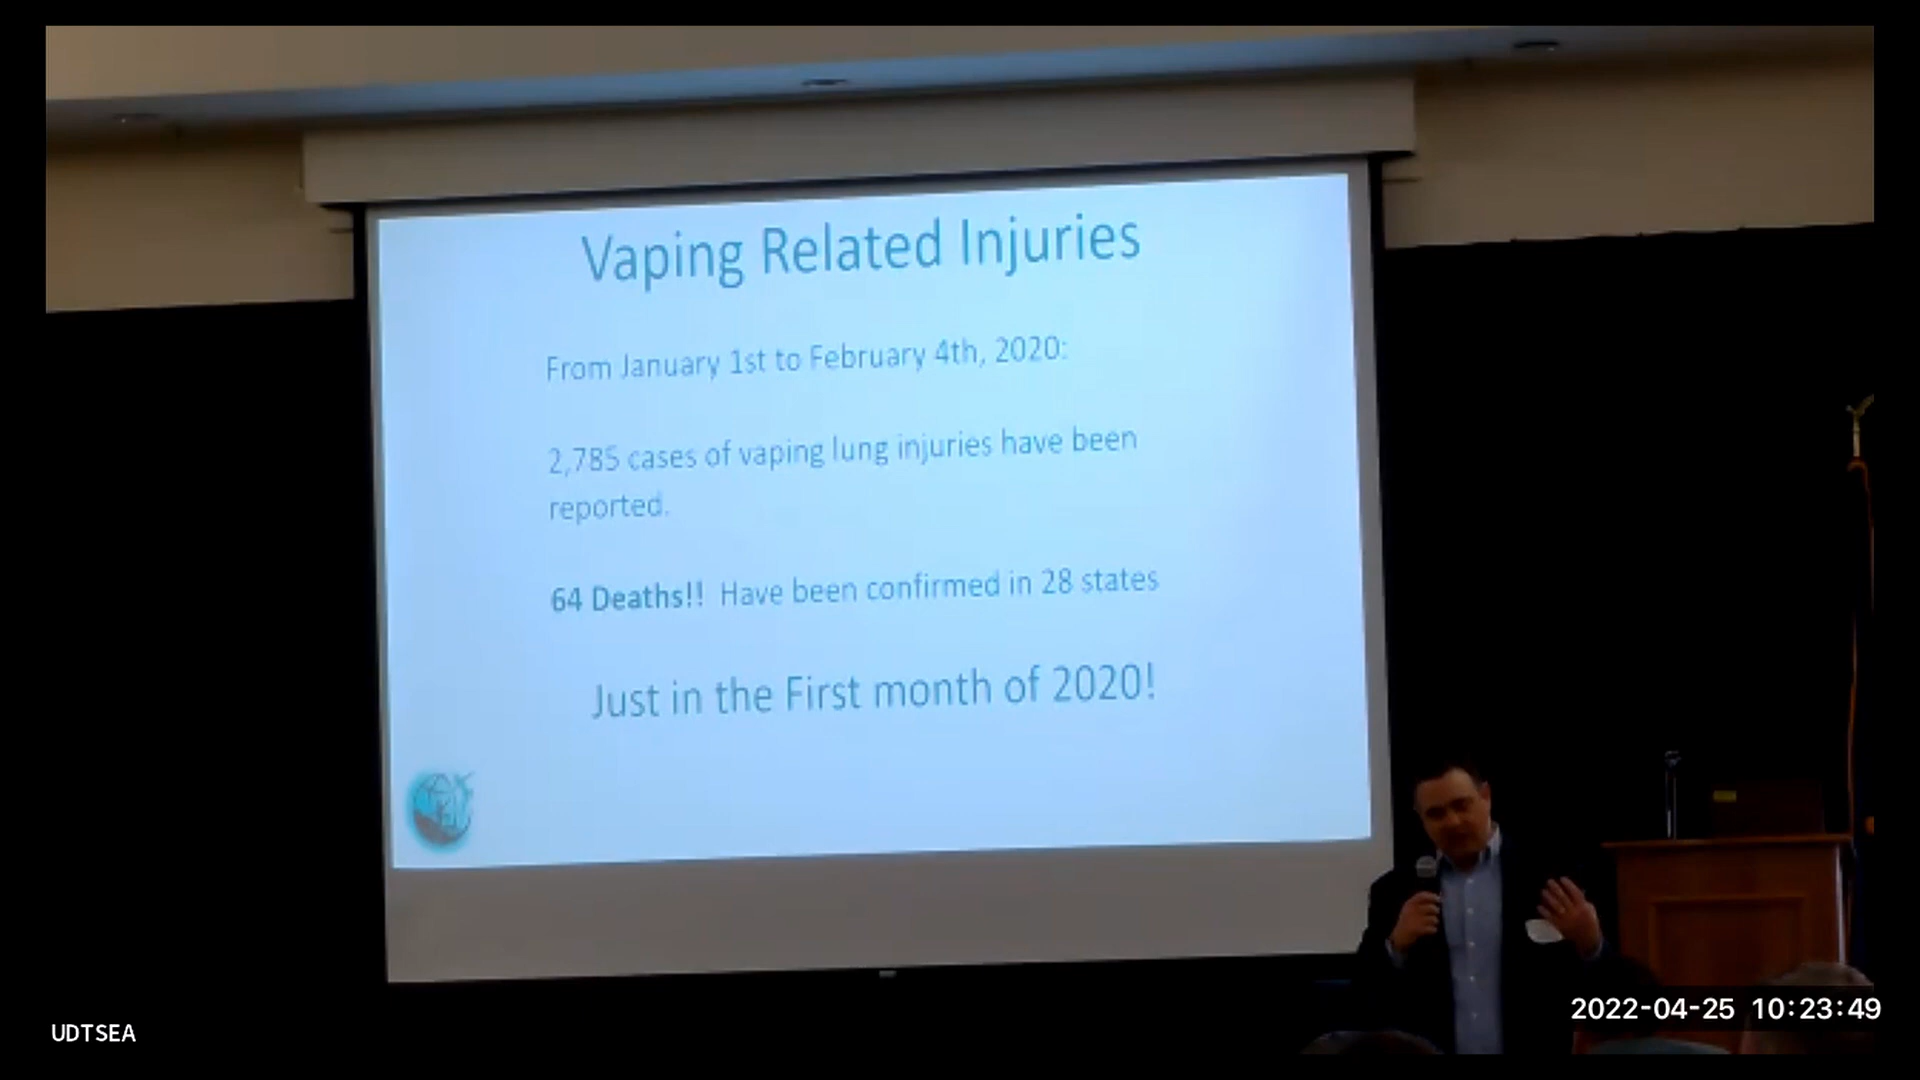 Vaping Related Injuries
From January 1st to February 4th, 2020:
2,785 cases of vaping lung injuries have been
reported.
64 Deaths!! Have been confirmed in 28 states
Just in the First month of 2020!
UDTSEA
2022-04-25 10:23:49